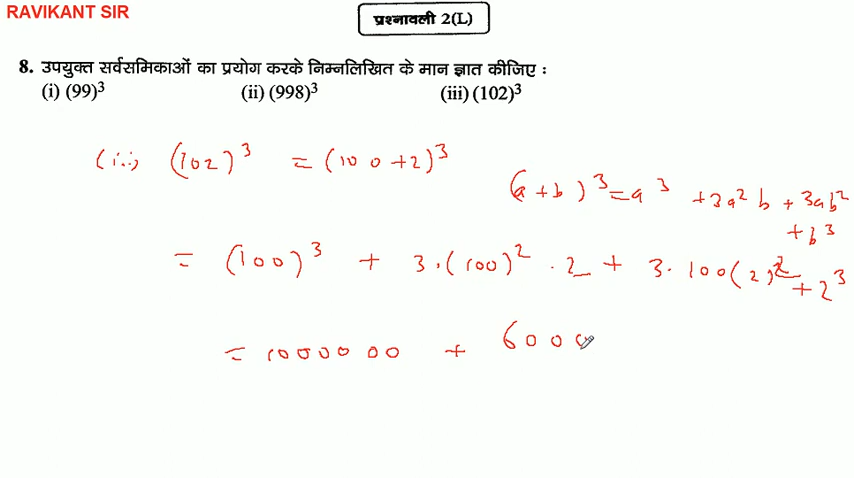 RAVIKANT SIR
प्रश्नावली 2(L)
8. उपयुक्त सर्वसमिकाओं का प्रयोग करके निम्नलिखित के मान ज्ञात कीजिए :
(i) (99)³ (ii) (998)³ (iii) (102)³
(iii) (102)³ = (100+2)³
(a+b)³ = a³ + 3a²b + 3ab² + b³
= (100)³ + 3·(100)²·2 + 3·100(2)² + 2³
= 1000000 + 6000